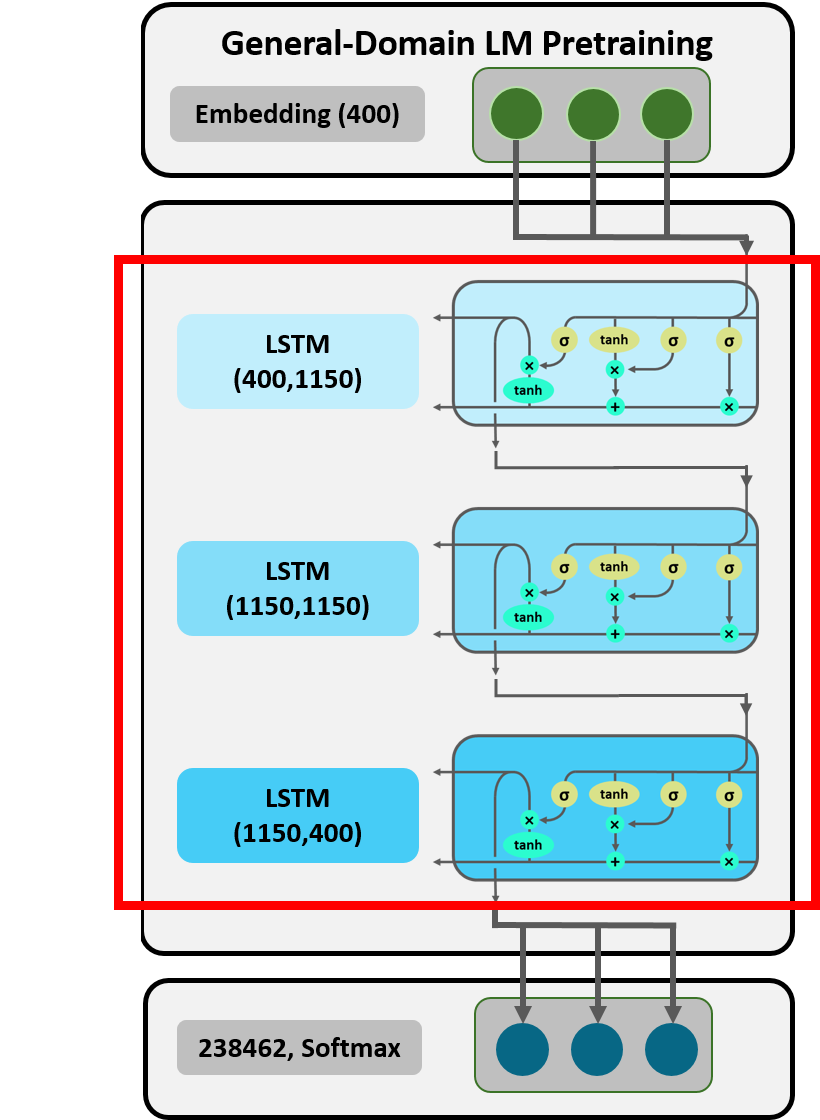 General-Domain LM Pretraining
Embedding (400)
LSTM
(400,1150)
σ tanh σ σ
×
×
tanh
+ ×
LSTM
(1150,1150)
σ tanh σ σ
×
×
tanh
+ ×
LSTM
(1150,400)
σ tanh σ σ
×
×
tanh
+ ×
238462, Softmax